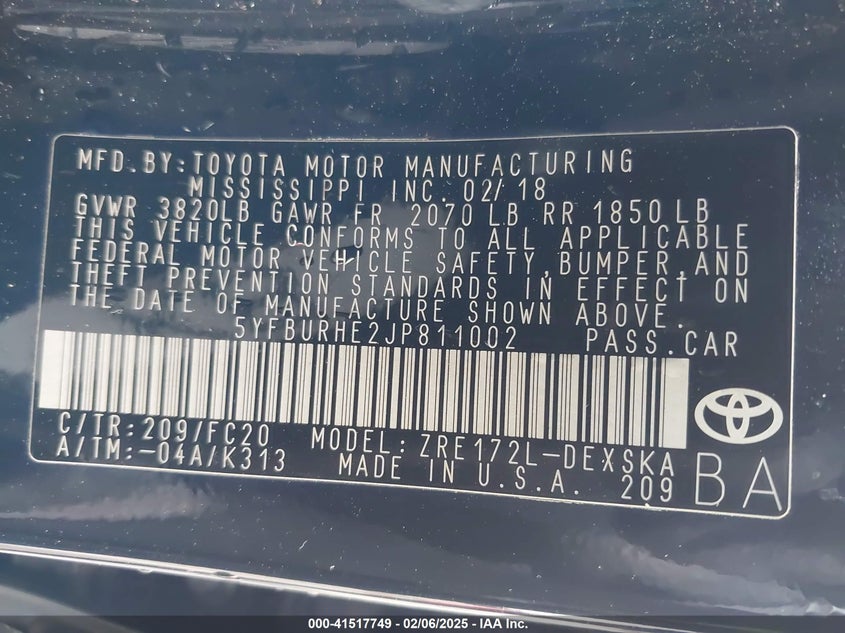 MFD.BY:TOYOTA MOTOR MANUFACTURING
MISSISSIPPI INC. 02/18
GVWR 3820LB GAWR FR 2070 LB RR 1850 LB
THIS VEHICLE CONFORMS TO ALL APPLICABLE
FEDERAL MOTOR VEHICLE SAFETY,BUMPER,AND
THEFT PREVENTION STANDARDS IN EFFECT ON
THE DATE OF MANUFACTURE SHOWN ABOVE.
5YFBURHE2JP811002 PASS.CAR
C/TR:209/FC20 MODEL:ZRE172L-DEXSKA
A/TM:-04A/K313 MADE IN U.S.A. 209
BA
000-41517749 | 02/06/2025 - IAA Inc.